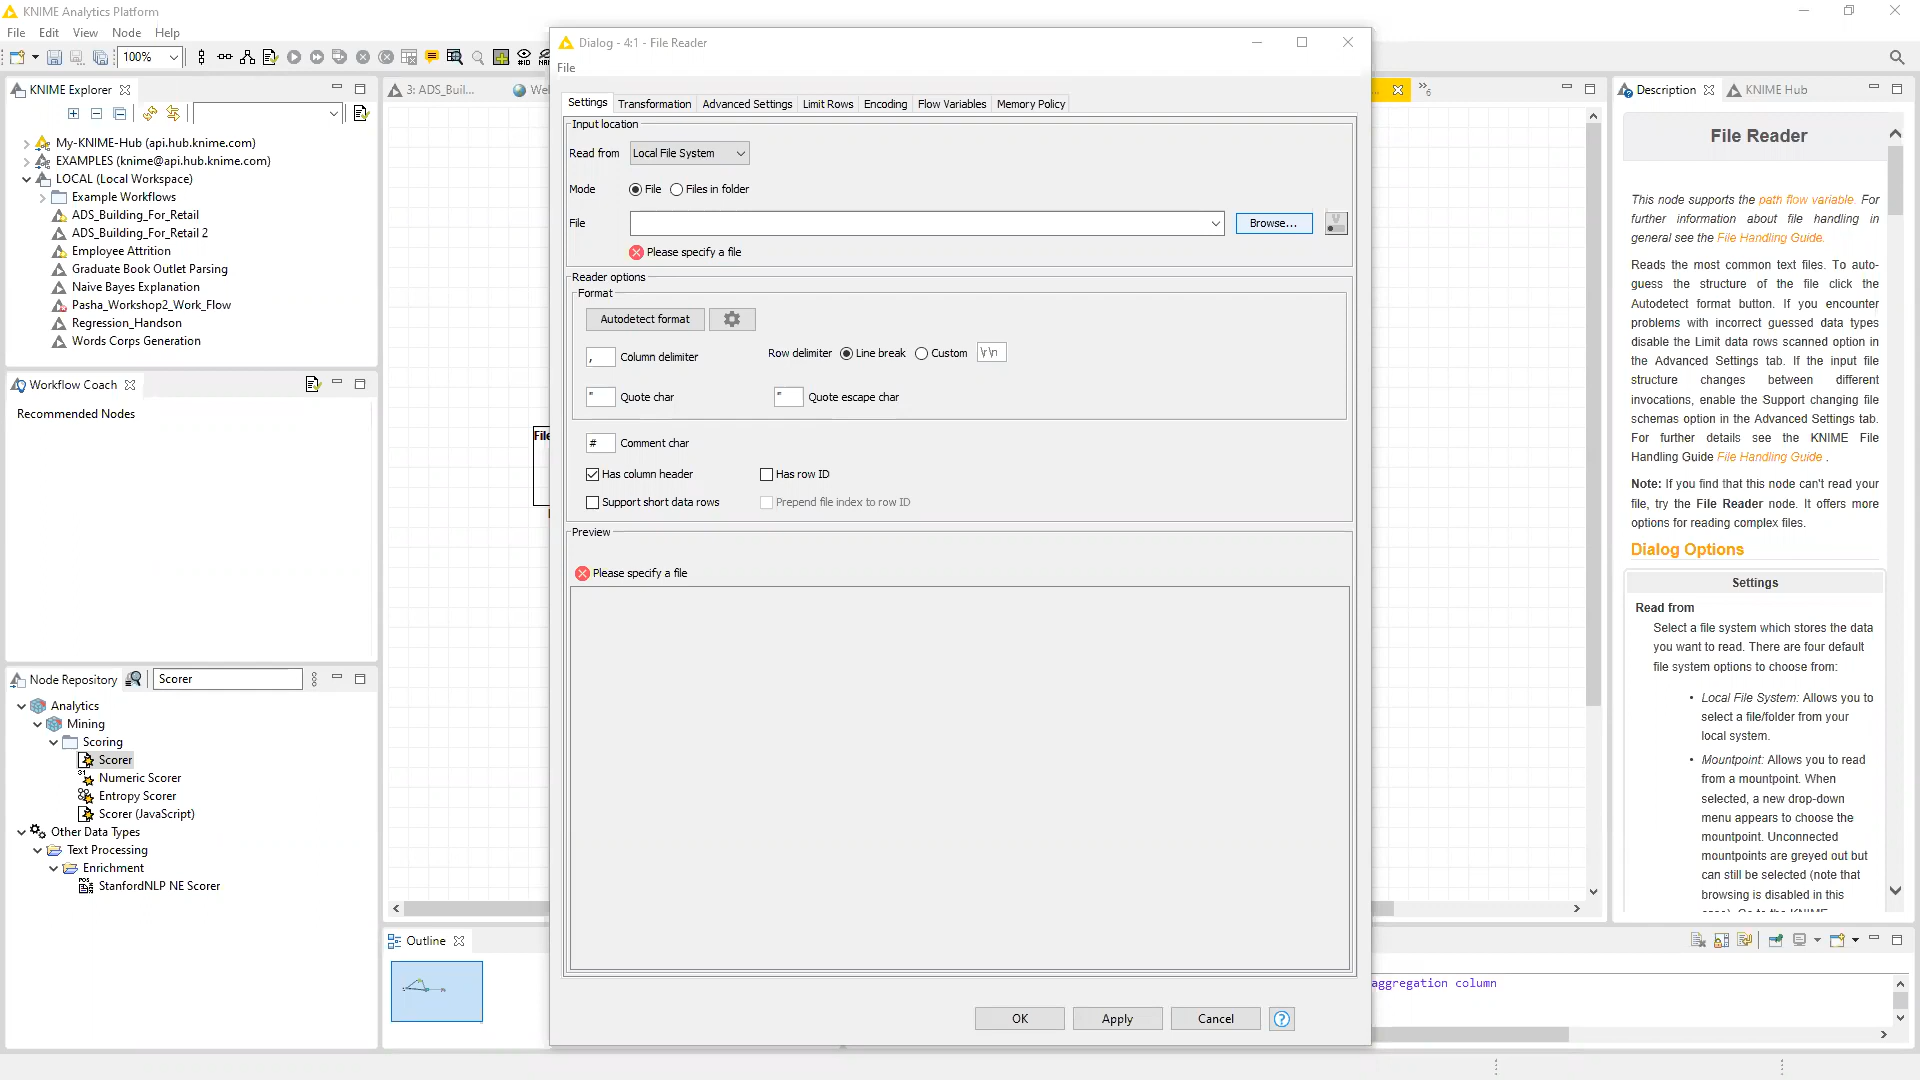 KNIME Analytics Platform
File Edit View Node Help
100%
KNIME Explorer
My-KNIME-Hub (api.hub.knime.com)
EXAMPLES (knime@api.hub.knime.com)
LOCAL (Local Workspace)
Example Workflows
ADS_Building_For_Retail
ADS_Building_For_Retail 2
Employee Attrition
Graduate Book Outlet Parsing
Naive Bayes Explanation
Pasha_Workshop2_Work_Flow
Regression_Handson
Words Corps Generation
Workflow Coach
Recommended Nodes
Node Repository
Scorer
Analytics
Mining
Scoring
Scorer
Numeric Scorer
Entropy Scorer
Scorer (JavaScript)
Other Data Types
Text Processing
Enrichment
StanfordNLP NE Scorer
3: ADS_Buil...
We
File
Outline
Dialog - 4:1 - File Reader
File
Settings Transformation Advanced Settings Limit Rows Encoding Flow Variables Memory Policy
Input location
Read from Local File System
Mode File Files in folder
File Browse...
Please specify a file
Reader options
Format
Autodetect format
, Column delimiter Row delimiter Line break Custom \r\n
" Quote char " Quote escape char
# Comment char
Has column header Has row ID
Support short data rows Prepend file index to row ID
Preview
Please specify a file
OK Apply Cancel ?
6
aggregation column
Description KNIME Hub
File Reader
This node supports the path flow variable. For
further information about file handling in
general see the File Handling Guide.
Reads the most common text files. To auto-
guess the structure of the file click the
Autodetect format button. If you encounter
problems with incorrect guessed data types
disable the Limit data rows scanned option in
the Advanced Settings tab. If the input file
structure changes between different
invocations, enable the Support changing file
schemas option in the Advanced Settings tab.
For further details see the KNIME File
Handling Guide File Handling Guide .
Note: If you find that this node can't read your
file, try the File Reader node. It offers more
options for reading complex files.
Dialog Options
Settings
Read from
Select a file system which stores the data
you want to read. There are four default
file system options to choose from:
• Local File System: Allows you to
select a file/folder from your
local system.
• Mountpoint: Allows you to read
from a mountpoint. When
selected, a new drop-down
menu appears to choose the
mountpoint. Unconnected
mountpoints are greyed out but
can still be selected (note that
browsing is disabled in this
case). Go to the KNIME